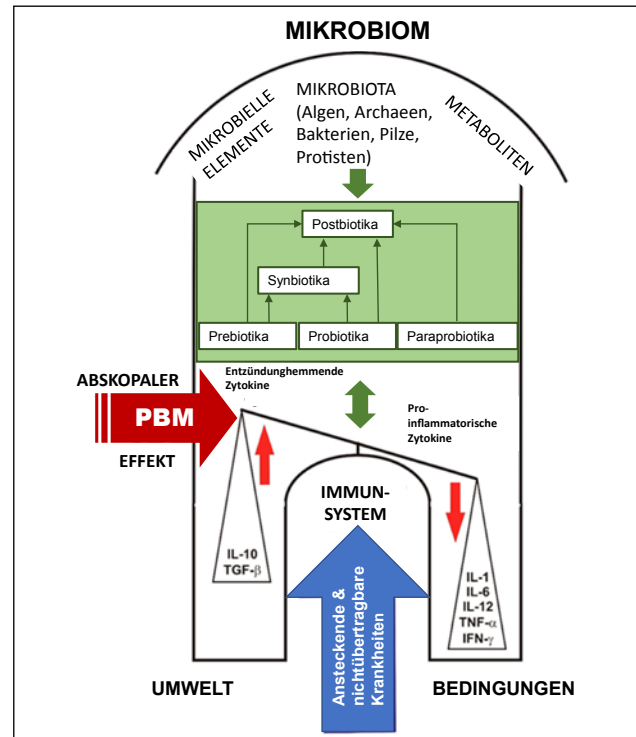 MIKROBIOM
MIKROBIELLE
ELEMENTE
MIKROBIOTA
(Algen, Archaeen,
Bakterien, Pilze,
Protisten)
METABOLITEN
Postbiotika
Synbiotika
Prebiotika
Probiotika
Paraprobiotika
Entzündunghemmende
Zytokine
ABSKOPALER
PBM
EFFEKT
Pro-
inflammatorische
Zytokine
IMMUN-
SYSTEM
IL-10
TGF-β
IL-1
IL-6
IL-12
TNF-α
IFN-γ
Ansteckende &
nichtübertragbare
Krankheiten
UMWELT
BEDINGUNGEN